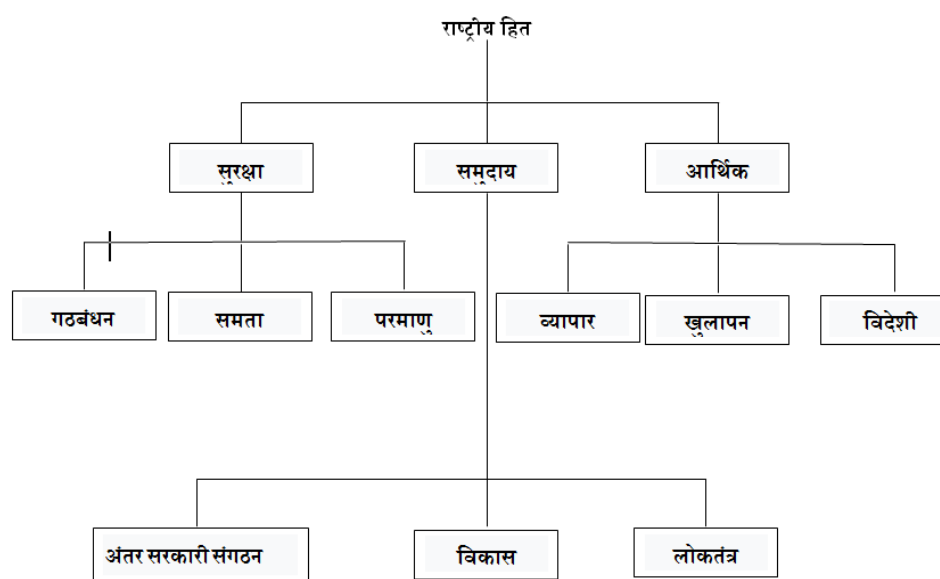 राष्ट्रीय हित
सुरक्षा
समुदाय
आर्थिक
गठबंधन
समता
परमाणु
व्यापार
खुलापन
विदेशी
अंतर सरकारी संगठन
विकास
लोकतंत्र